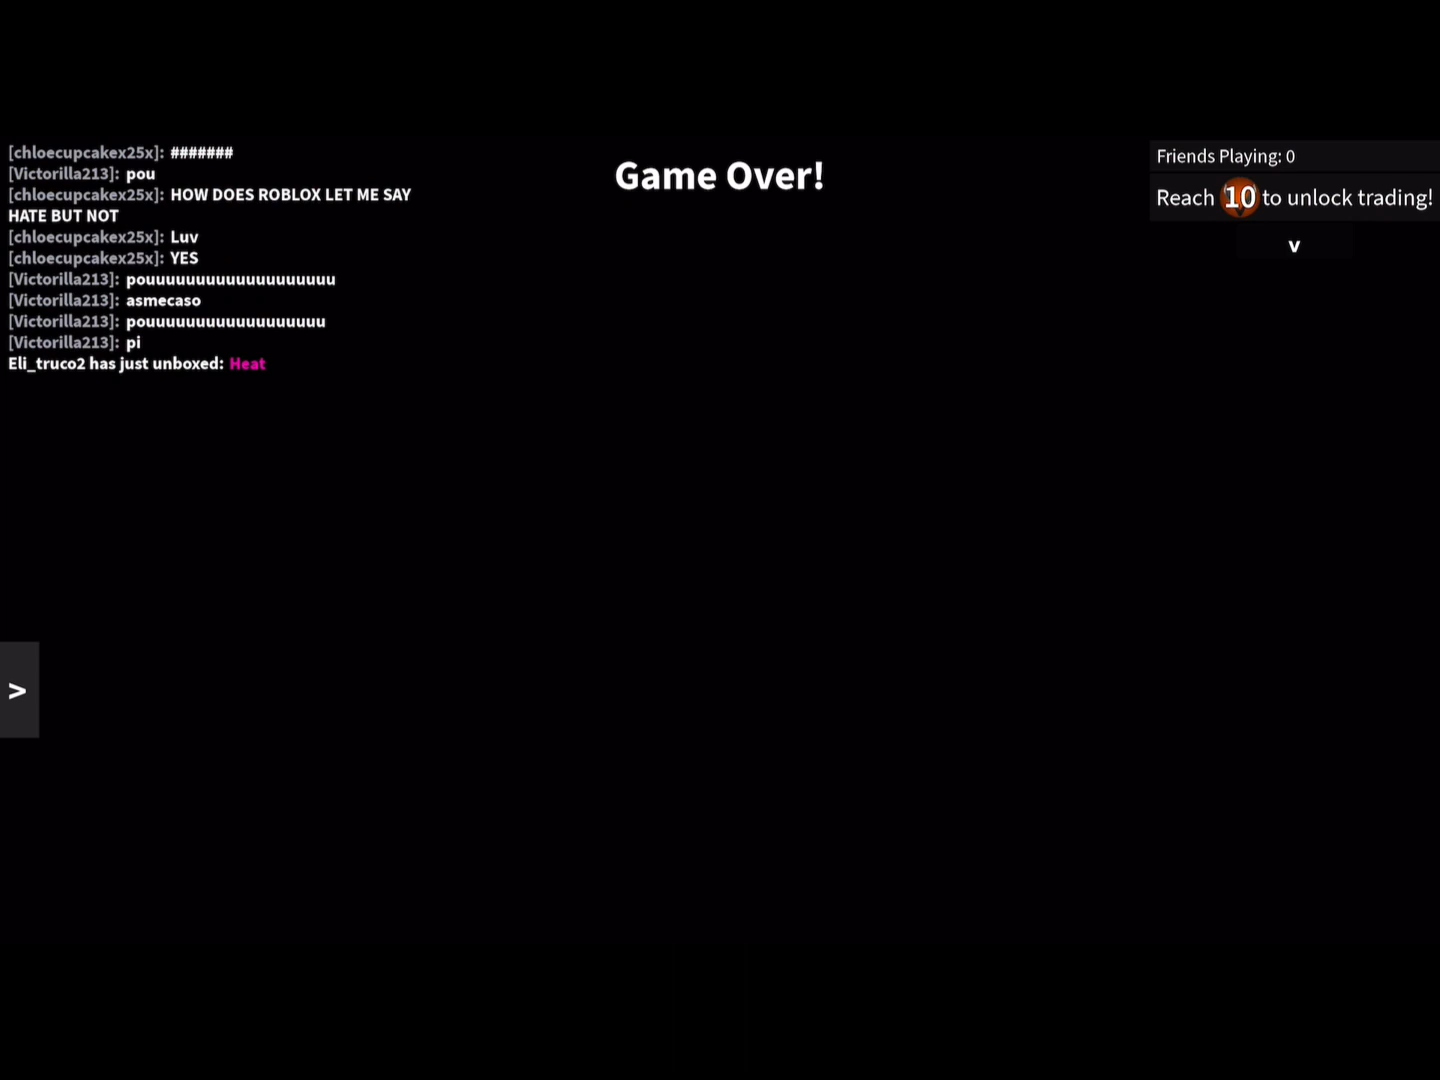 [chloecupcakex25x]: #######
[Victorilla213]: pou
[chloecupcakex25x]: HOW DOES ROBLOX LET ME SAY
HATE BUT NOT
[chloecupcakex25x]: Luv
[chloecupcakex25x]: YES
[Victorilla213]: pouuuuuuuuuuuuuuuuuuu
[Victorilla213]: asmecaso
[Victorilla213]: pouuuuuuuuuuuuuuuuuu
[Victorilla213]: pi
Eli_truco2 has just unboxed: Heat
Game Over!
Friends Playing: 0
Reach 10 to unlock trading!
v
>